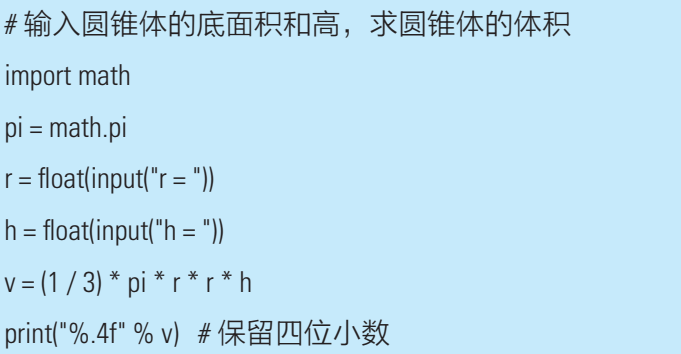 # 输入圆锥体的底面积和高，求圆锥体的体积
import math
pi = math.pi
r = float(input("r = "))
h = float(input("h = "))
v = (1 / 3) * pi * r * r * h
print("%.4f" % v)  # 保留四位小数